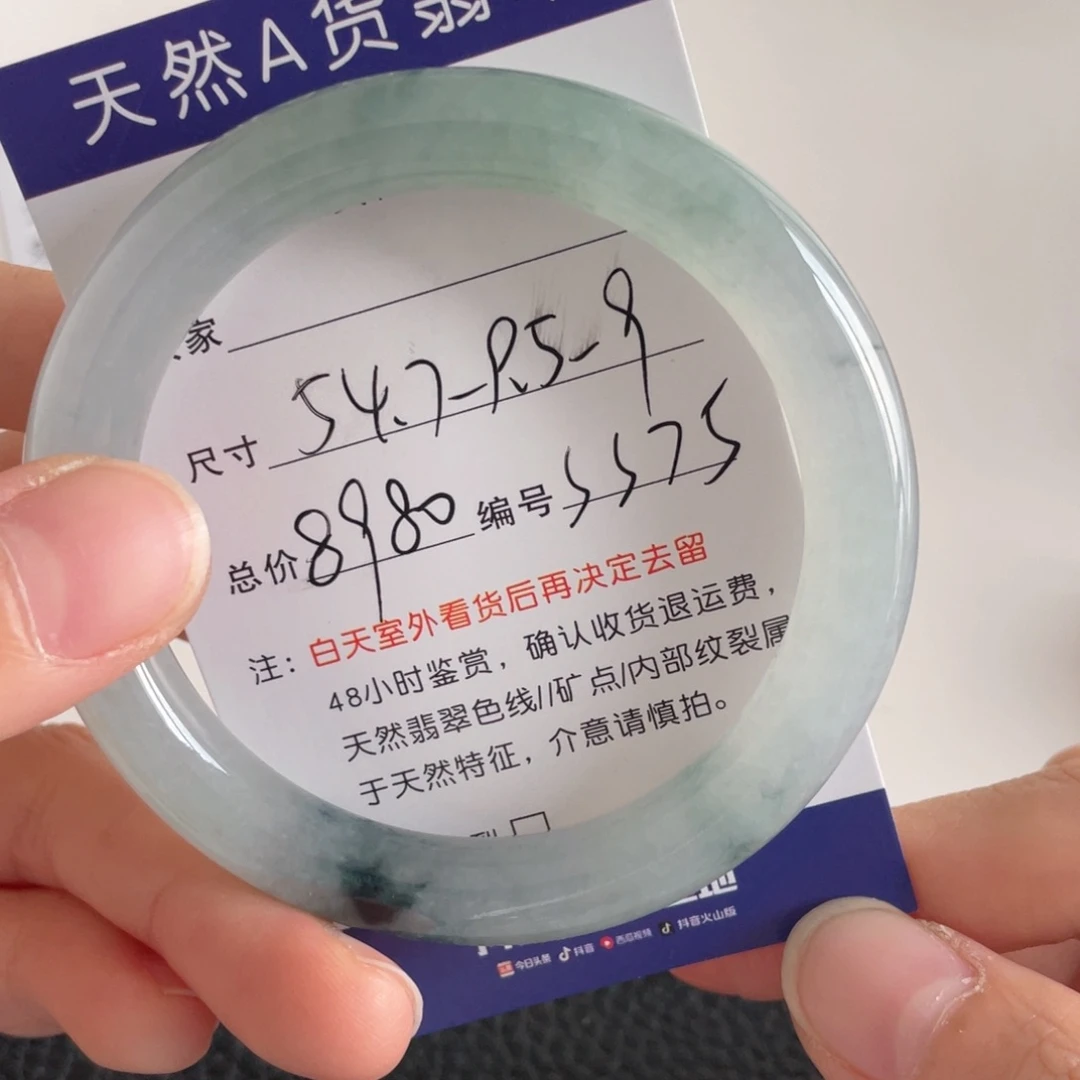 天然A货翡
家
尺寸 54.7-8.5-9
总价 8980 编号 5575
注：白天室外看货后再决定去留
48小时鉴赏，确认收货退运费，
天然翡翠色线//矿点/内部纹裂属
于天然特征，介意请慎拍。
今日头条 抖音 西瓜视频 抖音火山版